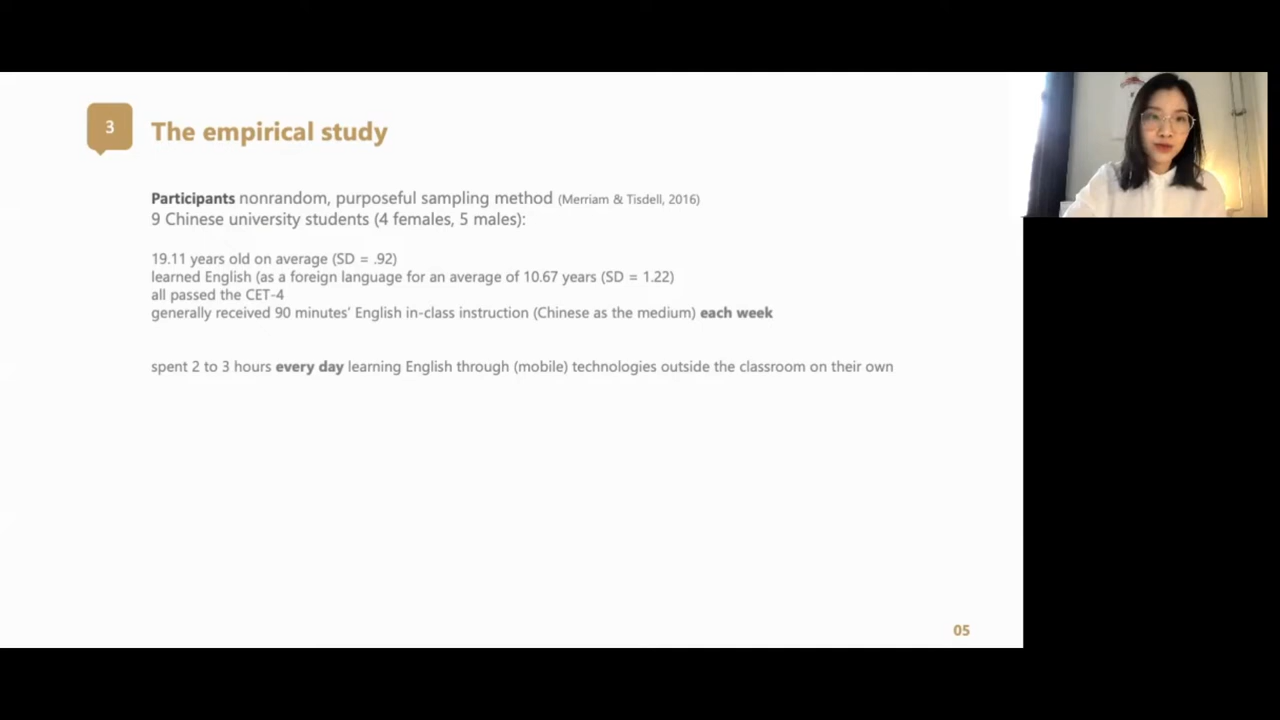 3
The empirical study
Participants nonrandom, purposeful sampling method (Merriam & Tisdell, 2016)
9 Chinese university students (4 females, 5 males):
19.11 years old on average (SD = .92)
learned English (as a foreign language for an average of 10.67 years (SD = 1.22)
all passed the CET-4
generally received 90 minutes’ English in-class instruction (Chinese as the medium) each week
spent 2 to 3 hours every day learning English through (mobile) technologies outside the classroom on their own
05